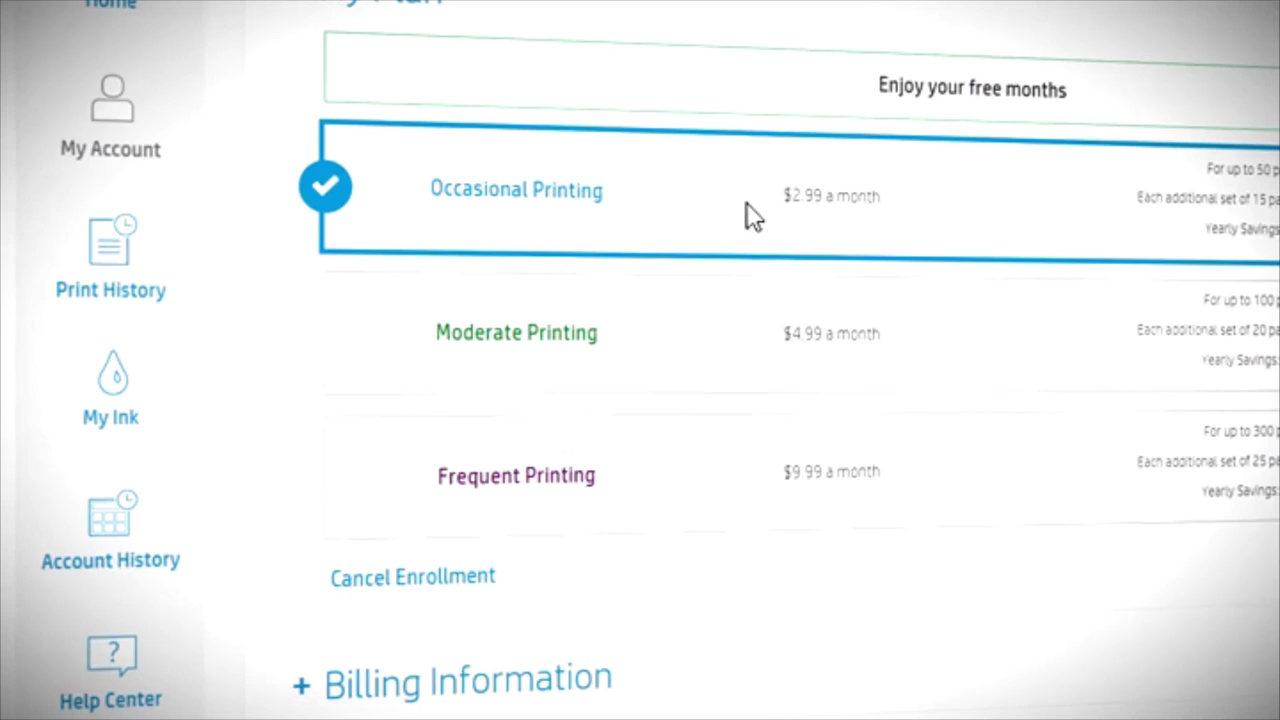 Home
My Account
Print History
My Ink
Account History
Help Center
My Plan
Enjoy your free months
Occasional Printing
$2.99 a month
For up to 50
Each additional set of 15
Yearly Savings
Moderate Printing
$4.99 a month
For up to 100
Each additional set of 20
Yearly Savings
Frequent Printing
$9.99 a month
For up to 300
Each additional set of 25
Yearly Savings
Cancel Enrollment
+ Billing Information